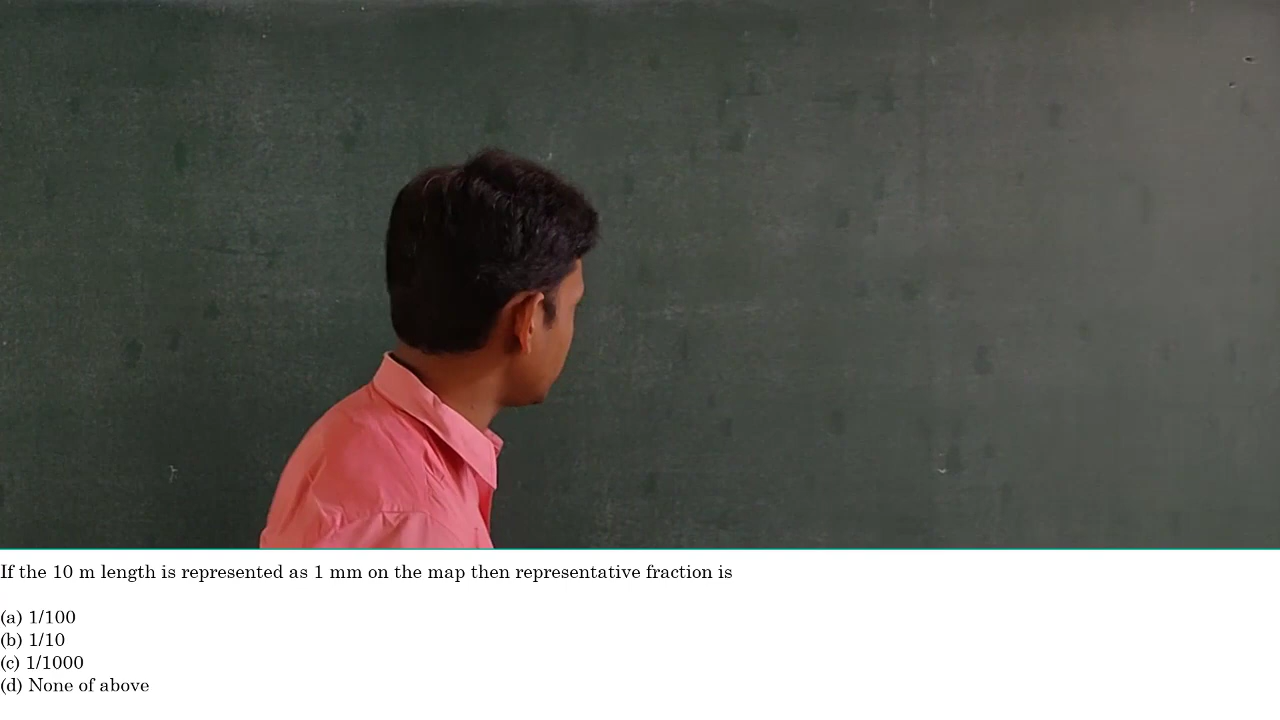 If the 10 m length is represented as 1 mm on the map then representative fraction is
(a) 1/100
(b) 1/10
(c) 1/1000
(d) None of above